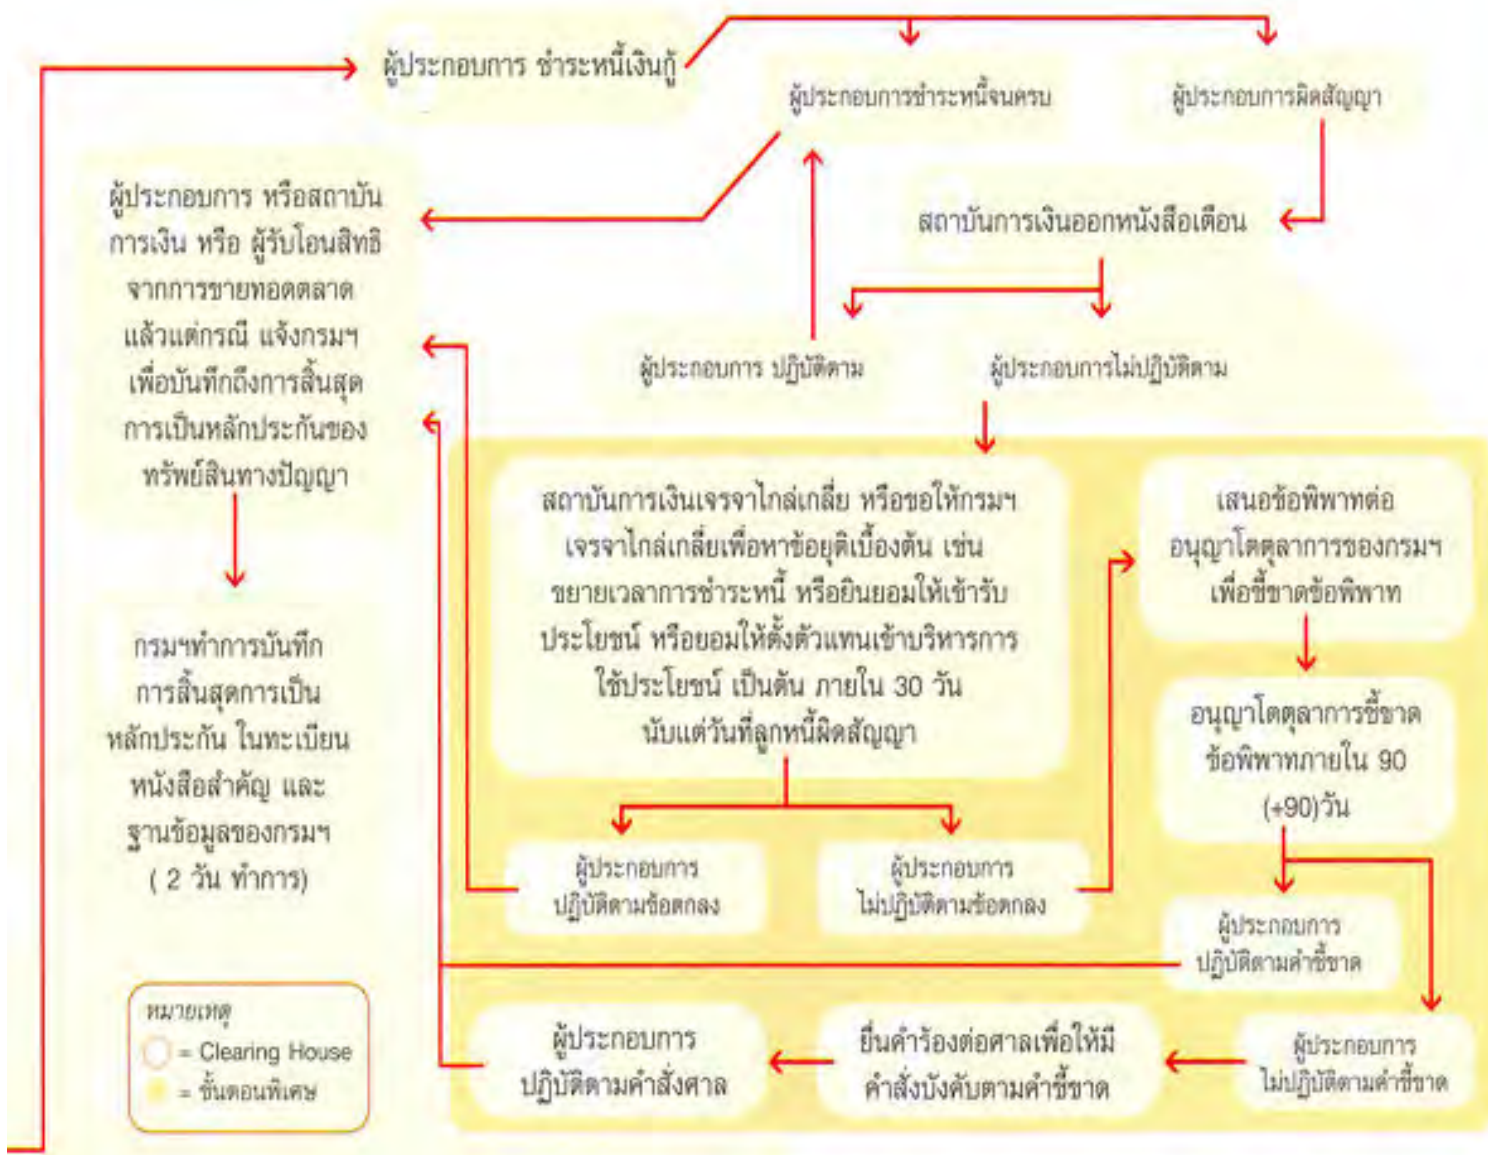 ผู้ประกอบการ ชำระหนี้เงินกู้
ผู้ประกอบการชำระหนี้จนครบ
ผู้ประกอบการผิดสัญญา
ผู้ประกอบการ หรือสถาบัน
การเงิน หรือ ผู้รับโอนสิทธิ
จากการขายทอดตลาด
แล้วแต่กรณี แจ้งกรมฯ
เพื่อบันทึกถึงการสิ้นสุด
การเป็นหลักประกันของ
ทรัพย์สินทางปัญญา
สถาบันการเงินออกหนังสือเตือน
ผู้ประกอบการ ปฏิบัติตาม
ผู้ประกอบการไม่ปฏิบัติตาม
สถาบันการเงินเจรจาไกล่เกลี่ย หรือขอให้กรมฯ
เจรจาไกล่เกลี่ยเพื่อหาข้อยุติเบื้องต้น เช่น
ขยายเวลาการชำระหนี้ หรือยินยอมให้เข้ารับ
ประโยชน์ หรือยอมให้ตั้งตัวแทนเข้าบริหารการ
ใช้ประโยชน์ เป็นต้น ภายใน 30 วัน
นับแต่วันที่ลูกหนี้ผิดสัญญา
เสนอข้อพิพาทต่อ
อนุญาโตตุลาการของกรมฯ
เพื่อชี้ขาดข้อพิพาท
อนุญาโตตุลาการชี้ขาด
ข้อพิพาทภายใน 90
(+90)วัน
กรมฯทำการบันทึก
การสิ้นสุดการเป็น
หลักประกัน ในทะเบียน
หนังสือสำคัญ และ
ฐานข้อมูลของกรมฯ
( 2 วัน ทำการ)
ผู้ประกอบการ
ปฏิบัติตามข้อตกลง
ผู้ประกอบการ
ไม่ปฏิบัติตามข้อตกลง
ผู้ประกอบการ
ปฏิบัติตามคำชี้ขาด
ผู้ประกอบการ
ไม่ปฏิบัติตามคำชี้ขาด
ยื่นคำร้องต่อศาลเพื่อให้มี
คำสั่งบังคับตามคำชี้ขาด
ผู้ประกอบการ
ปฏิบัติตามคำสั่งศาล
หมายเหตุ
= Clearing House
= ขั้นตอนพิเศษ